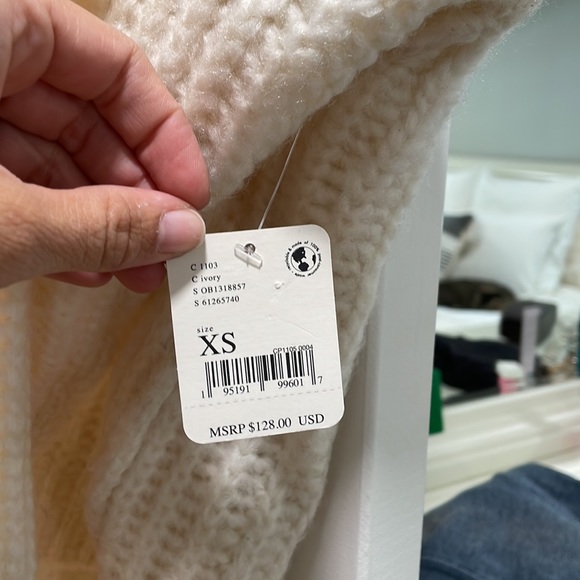 C 1103
C ivory
S OB1318857
S 61265740
size
XS
CP1105 0004
1 95191 99601 7
MSRP $128.00 USD